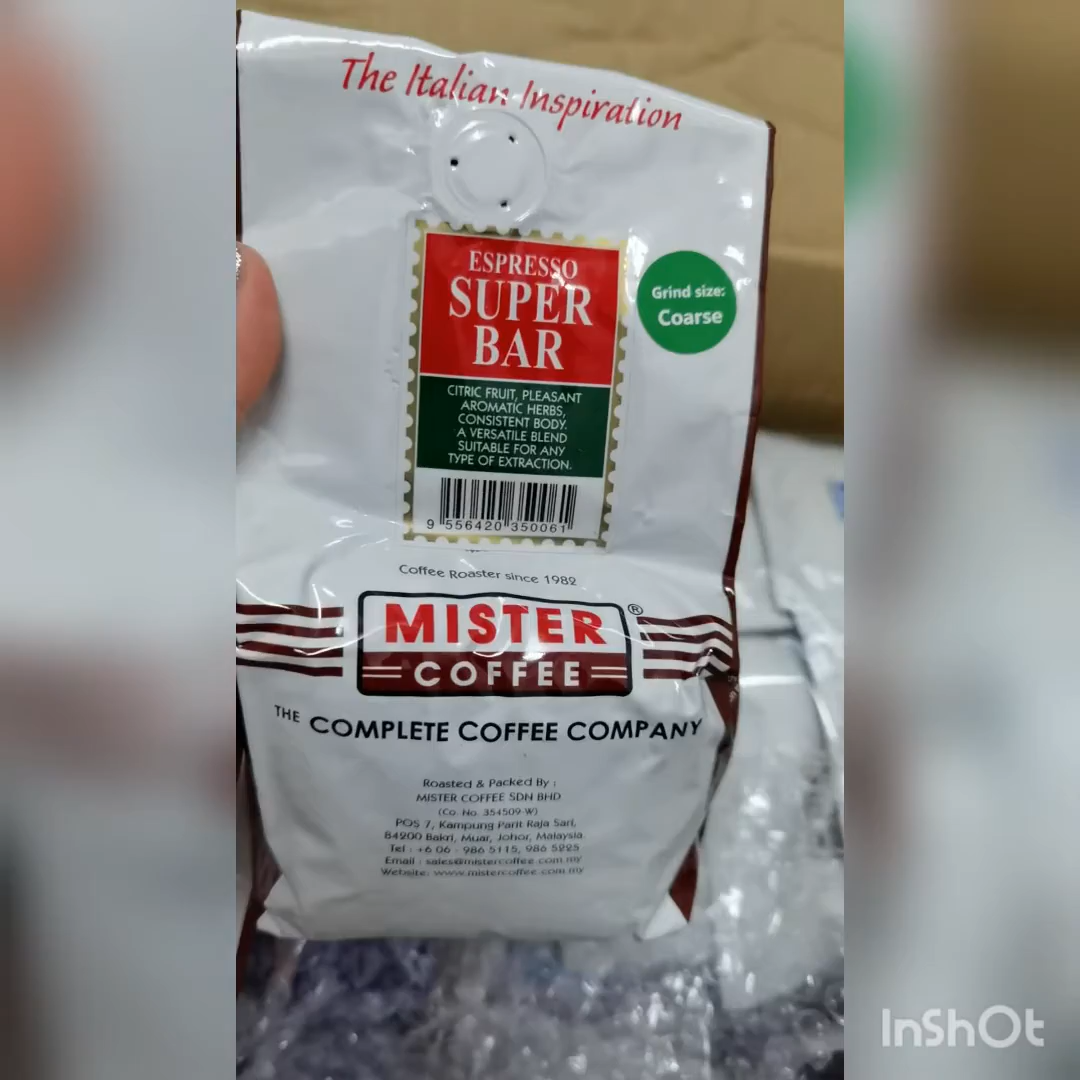 The Italian Inspiration
ESPRESSO
SUPER
BAR
Grind size:
Coarse
CITRIC FRUIT, PLEASANT
AROMATIC HERBS,
CONSISTENT BODY.
A VERSATILE BLEND
SUITABLE FOR ANY
TYPE OF EXTRACTION.
9 556420 350061
Coffee Roaster since 1982
MISTER ®
COFFEE
THE COMPLETE COFFEE COMPANY
Roasted & Packed By :
MISTER COFFEE SDN BHD
(Co. No. 354509-W)
POS 7, Kampung Parit Raja Sari,
84200 Bakri, Muar, Johor, Malaysia.
Tel : +6 06 - 986 5115, 986 5225
Email : sales@mistercoffee.com.my
Website: www.mistercoffee.com.my
InShOt